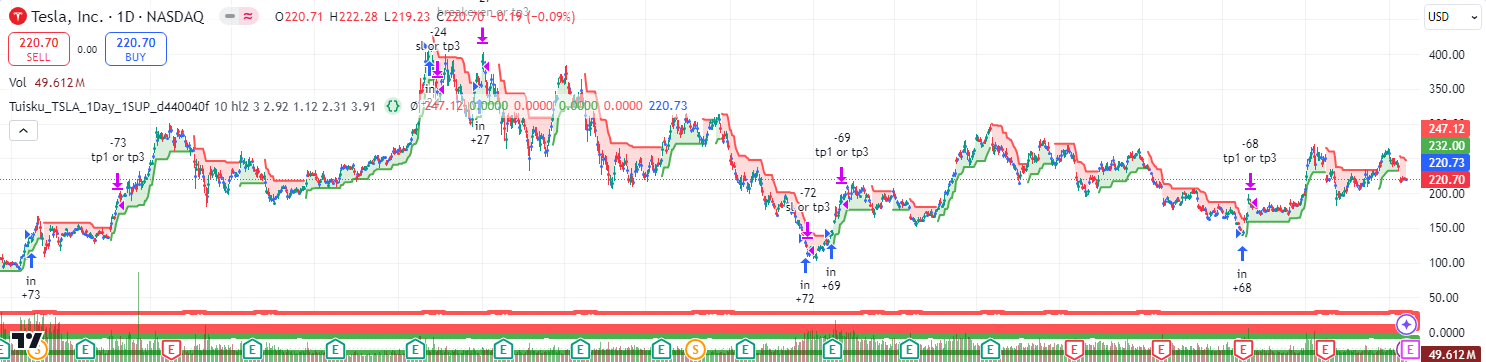 Tesla, Inc. · 1D · NASDAQ
O220.71 H222.28 L219.23 C220.70 -0.19 (-0.09%)
breakeven or tp3
USD
220.70
SELL
0.00
220.70
BUY
Vol 49.612M
Tuisku_TSLA_1Day_1SUP_d440040f 10 hl2 3 2.92 1.12 2.31 3.91
Ø 247.12 0.0000 0.0000 0.0000 0.0000 220.73
-24
sl or tp3
in
in
+27
-73
tp1 or tp3
in
+73
-72
sl or tp3
in
+72
-69
tp1 or tp3
in
+69
-68
tp1 or tp3
in
+68
400.00
350.00
247.12
232.00
220.73
220.70
200.00
150.00
100.00
50.00
0.0000
49.612M
E
E
E
E
E
E
E
E
S
E
E
E
E
E
E
E
E